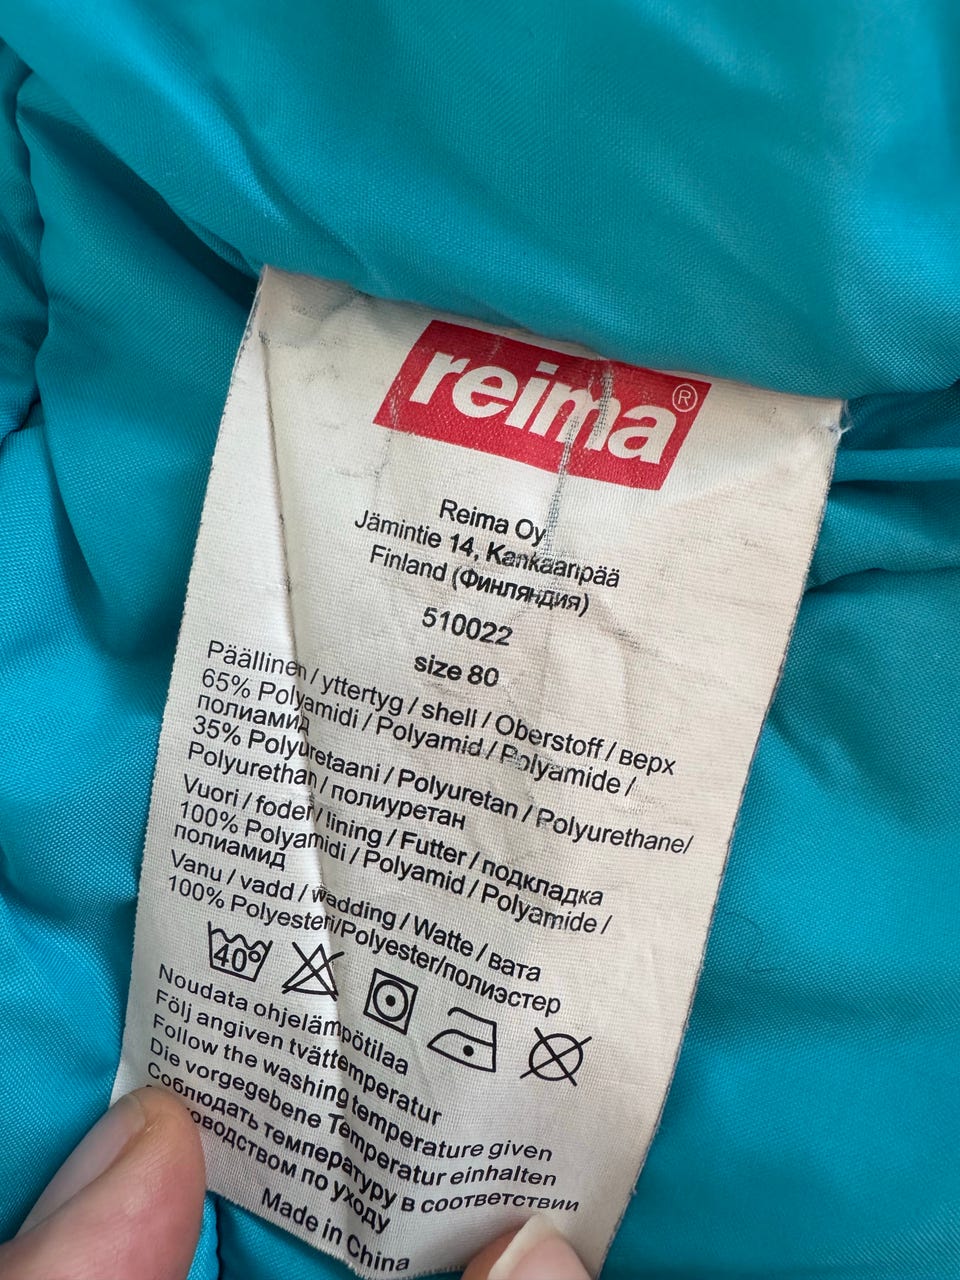 reima®
Reima Oy
Jämintie 14, Kankaanpää
Finland (Финляндия)
510022
size 80
Päällinen / yttertyg / shell / Oberstoff / верх
65% Polyamidi / Polyamid / Polyamide /
полиамид
35% Polyuretaani / Polyuretan / Polyurethane/
Polyurethan / полиуретан
Vuori / foder / lining / Futter / подкладка
100% Polyamidi / Polyamid / Polyamide /
полиамид
Vanu / vadd / wadding / Watte / вата
100% Polyesteri/Polyester/полиэстер
40°
Noudata ohjelämpötilaa
Följ angiven tvättemperatur
Follow the washing temperature given
Die vorgegebene Temperatur einhalten
Соблюдать температуру в соответствии
оводством по уходу
Made in China